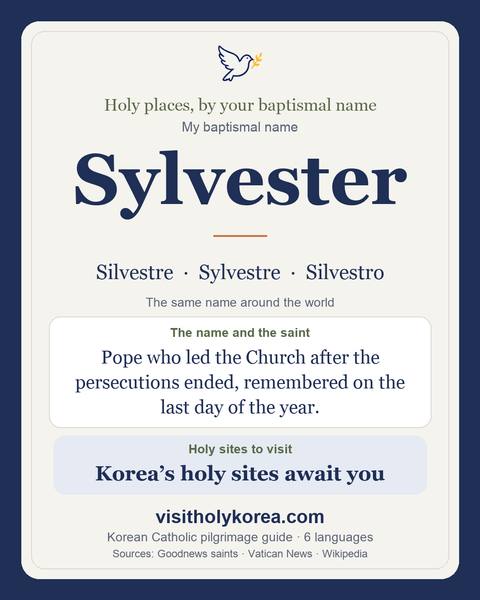 Holy places, by your baptismal name
My baptismal name
Sylvester
Silvestre · Sylvestre · Silvestro
The same name around the world
The name and the saint
Pope who led the Church after the
persecutions ended, remembered on the
last day of the year.
Holy sites to visit
Korea’s holy sites await you
visitholykorea.com
Korean Catholic pilgrimage guide · 6 languages
Sources: Goodnews saints · Vatican News · Wikipedia